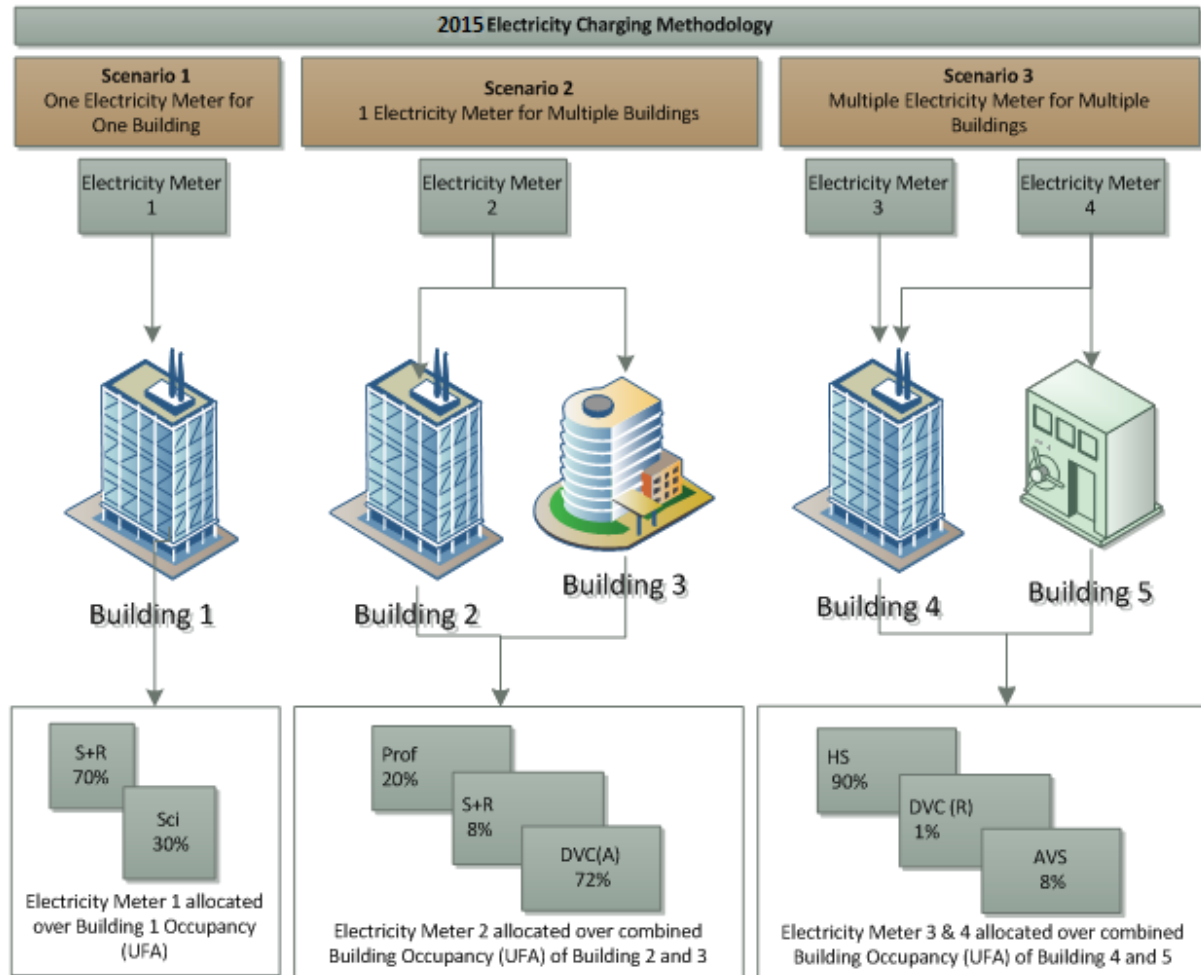 2015 Electricity Charging Methodology
Scenario 1
One Electricity Meter for
One Building
Scenario 2
1 Electricity Meter for Multiple Buildings
Scenario 3
Multiple Electricity Meter for Multiple
Buildings
Electricity Meter
1
Electricity Meter
2
Electricity Meter
3
Electricity Meter
4
Building 1
Building 2
Building 3
Building 4
Building 5
S+R
70%
Sci
30%
Electricity Meter 1 allocated
over Building 1 Occupancy
(UFA)
Prof
20%
S+R
8%
DVC(A)
72%
Electricity Meter 2 allocated over combined
Building Occupancy (UFA) of Building 2 and 3
HS
90%
DVC (R)
1%
AVS
8%
Electricity Meter 3 & 4 allocated over combined
Building Occupancy (UFA) of Building 4 and 5